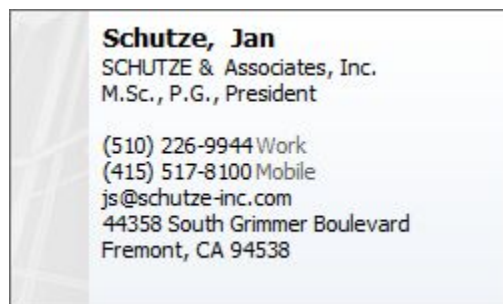 Schutze, Jan
SCHUTZE & Associates, Inc.
M.Sc., P.G., President
(510) 226-9944 Work
(415) 517-8100 Mobile
js@schutze-inc.com
44358 South Grimmer Boulevard
Fremont, CA 94538